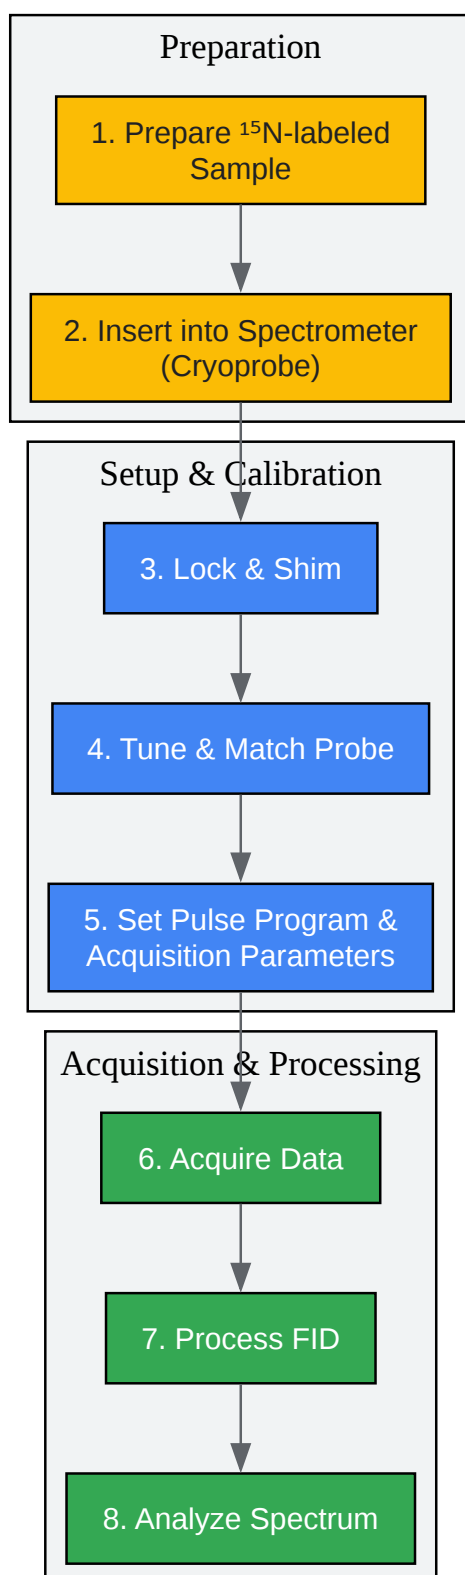 Preparation
1. Prepare ¹⁵N-labeled
Sample
2. Insert into Spectrometer
(Cryoprobe)
Setup & Calibration
3. Lock & Shim
4. Tune & Match Probe
5. Set Pulse Program &
Acquisition Parameters
Acquisition & Processing
6. Acquire Data
7. Process FID
8. Analyze Spectrum